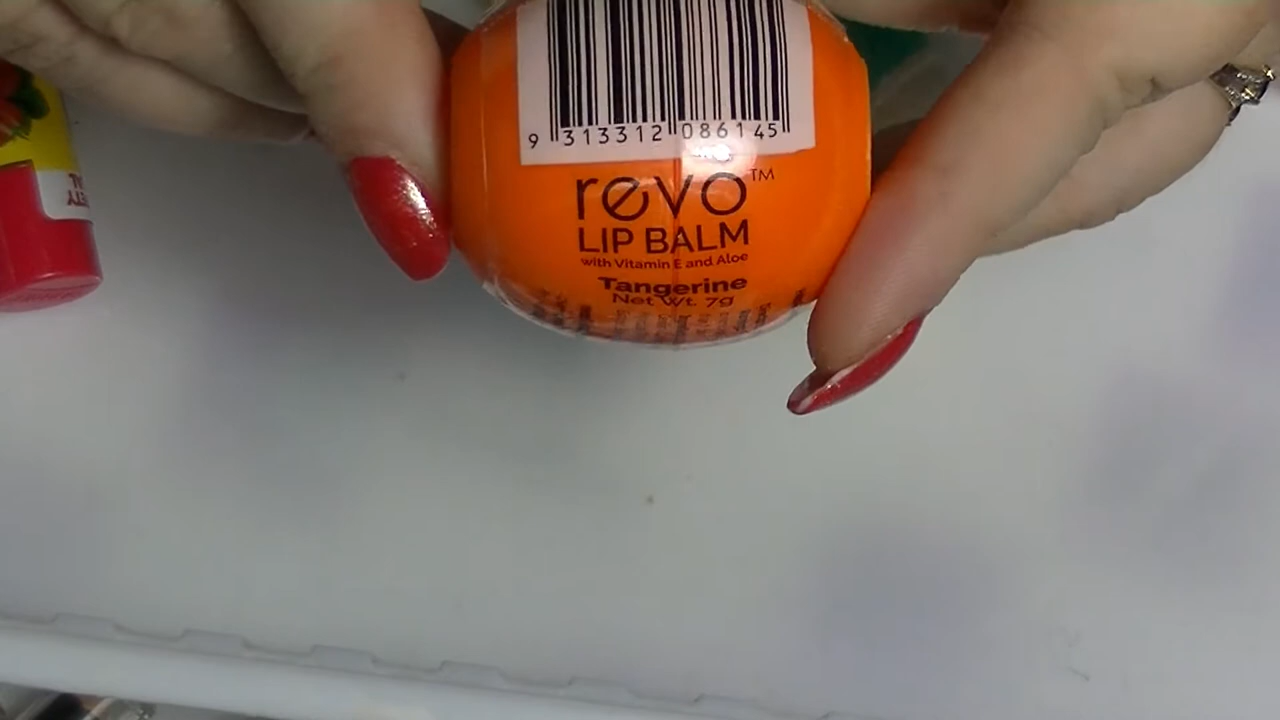 9 313312 086145
revo™
LIP BALM
with Vitamin E and Aloe
Tangerine
Net Wt. 7g